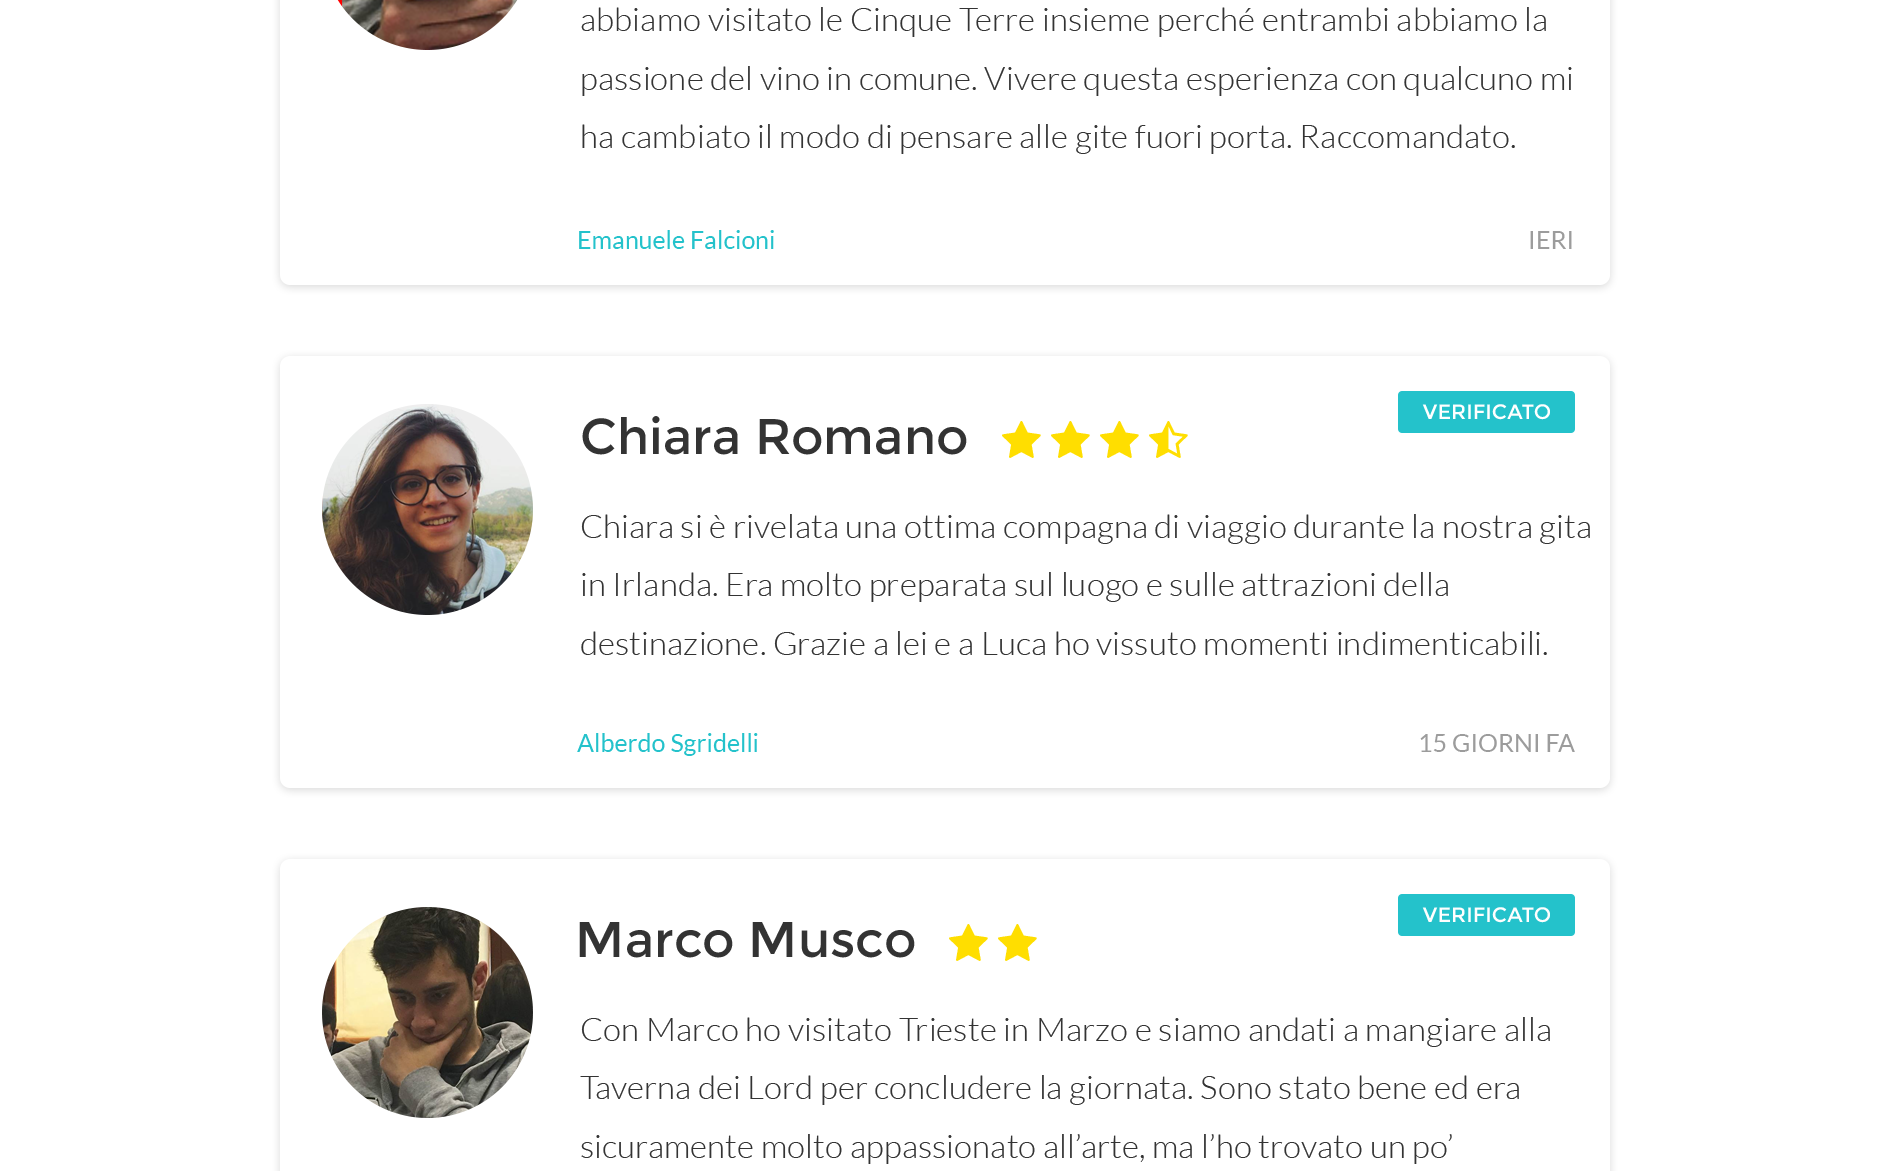 abbiamo visitato le Cinque Terre insieme perché entrambi abbiamo la
passione del vino in comune. Vivere questa esperienza con qualcuno mi
ha cambiato il modo di pensare alle gite fuori porta. Raccomandato.
Emanuele Falcioni
IERI
Chiara Romano
VERIFICATO
Chiara si è rivelata una ottima compagna di viaggio durante la nostra gita
in Irlanda. Era molto preparata sul luogo e sulle attrazioni della
destinazione. Grazie a lei e a Luca ho vissuto momenti indimenticabili.
Alberdo Sgridelli
15 GIORNI FA
Marco Musco
VERIFICATO
Con Marco ho visitato Trieste in Marzo e siamo andati a mangiare alla
Taverna dei Lord per concludere la giornata. Sono stato bene ed era
sicuramente molto appassionato all’arte, ma l’ho trovato un po’